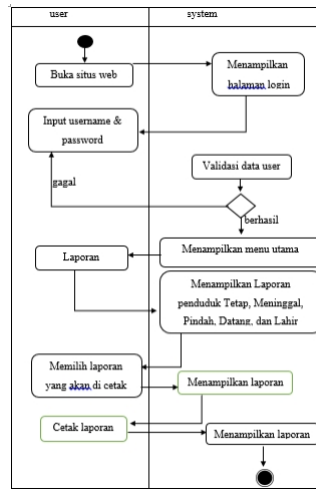 user
system
Buka situs web
Menampilkan
halaman login
Input username &
password
Validasi data user
gagal
berhasil
Menampilkan menu utama
Laporan
Menampilkan Laporan
penduduk Tetap, Meninggal,
Pindah, Datang, dan Lahir
Memilih laporan
yang akan di cetak
Menampilkan laporan
Cetak laporan
Menampilkan laporan